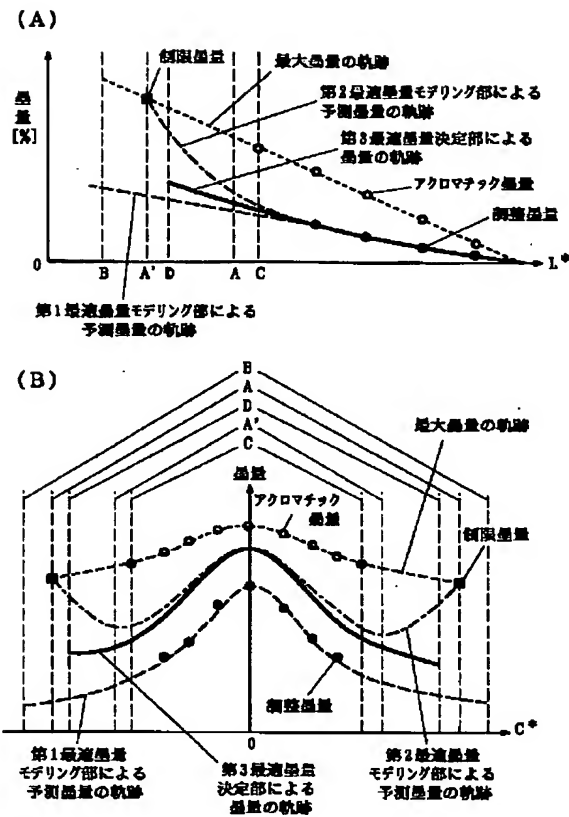 (A)
制限墨量
最大墨量の軌跡
第2最適墨量モデリング部による
予測墨量の軌跡
第3最適墨量決定部による
墨量の軌跡
墨量
[%]
アクロマチック墨量
調整墨量
0
B
A'
D
A
C
L*
第1最適墨量モデリング部による
予測墨量の軌跡
(B)
B
A
D
A'
C
最大墨量の軌跡
墨量
アクロマチック
墨量
制限墨量
調整墨量
0
C*
第1最適墨量
モデリング部による
予測墨量の軌跡
第3最適墨量
決定部による
墨量の軌跡
第2最適墨量
モデリング部による
予測墨量の軌跡